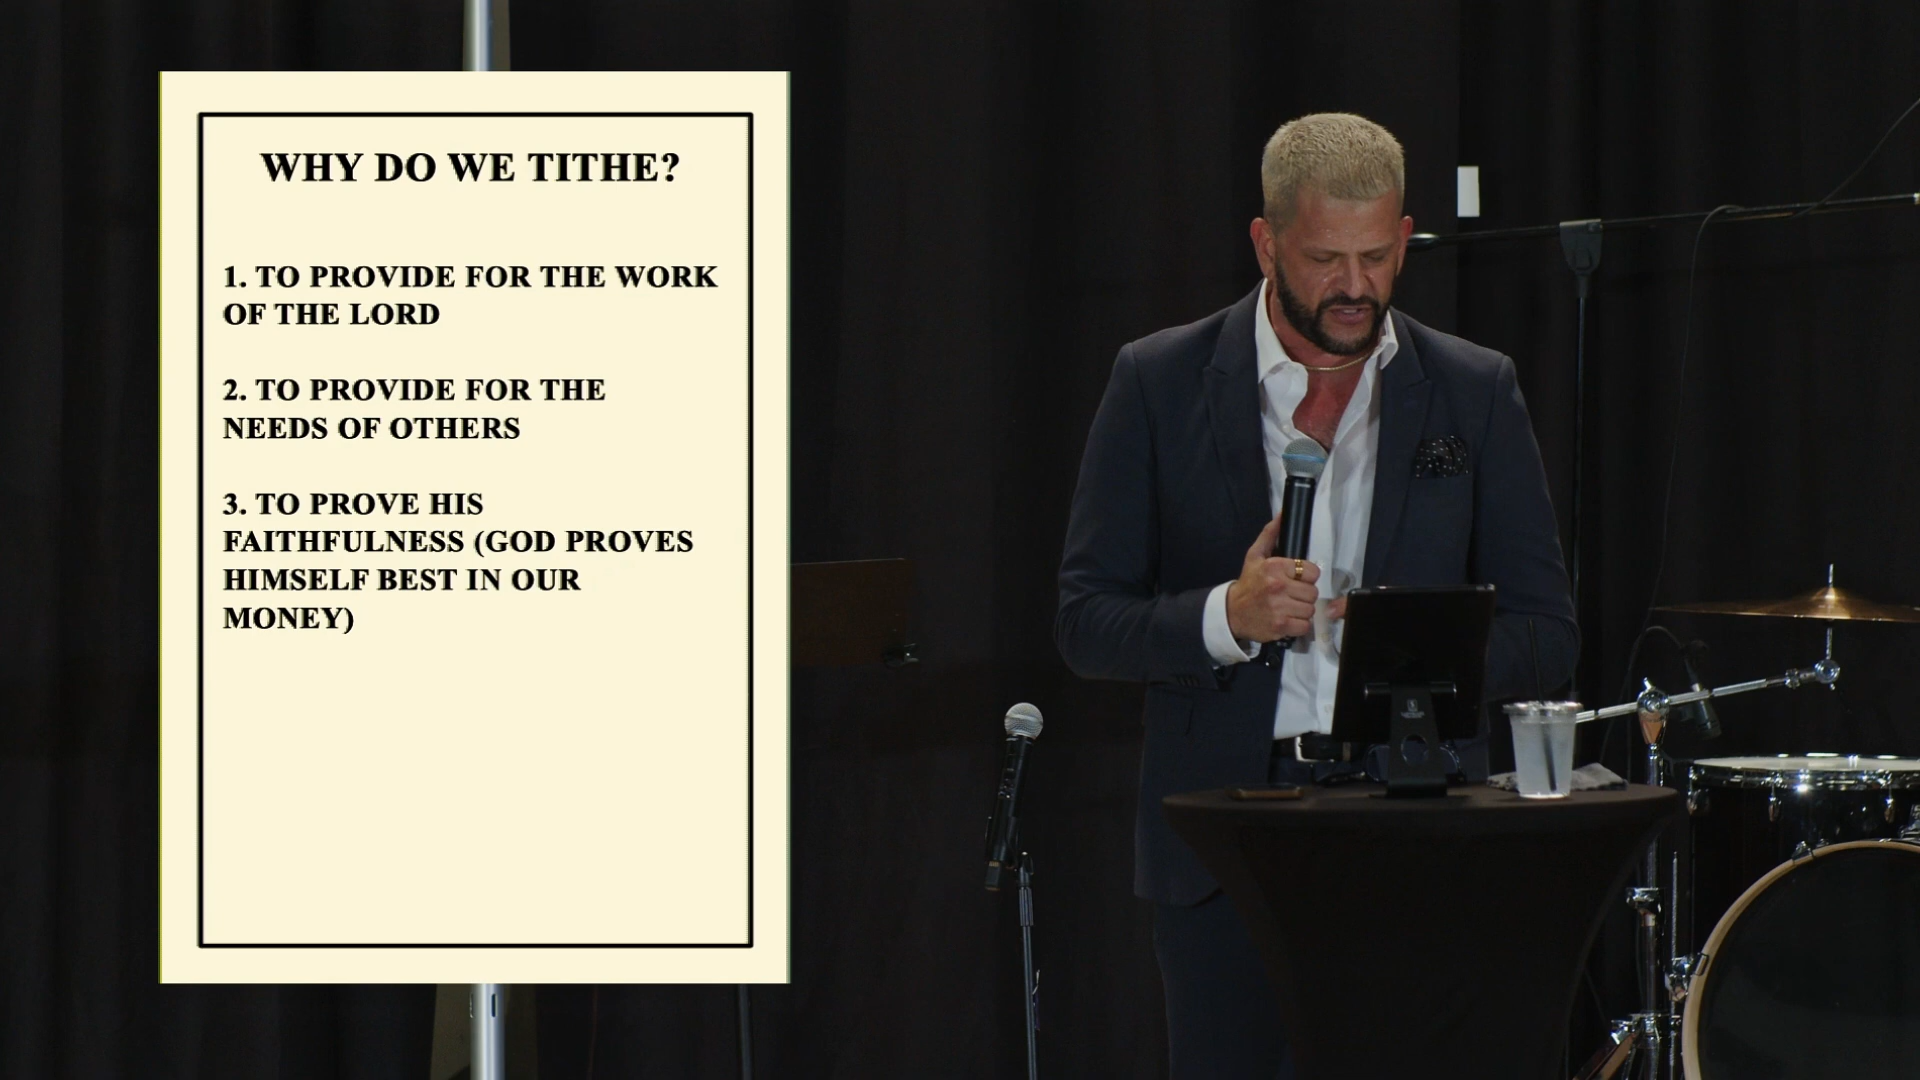 WHY DO WE TITHE?
1. TO PROVIDE FOR THE WORK
OF THE LORD
2. TO PROVIDE FOR THE
NEEDS OF OTHERS
3. TO PROVE HIS
FAITHFULNESS (GOD PROVES
HIMSELF BEST IN OUR
MONEY)